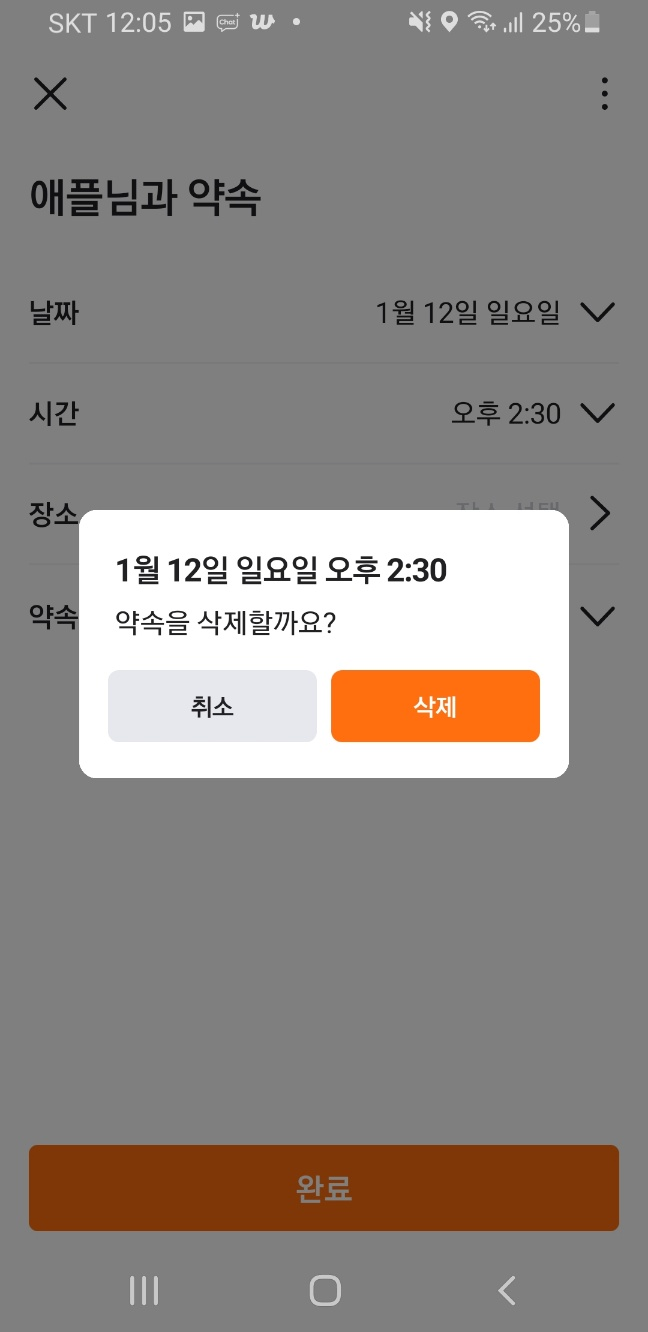 SKT 12:05
25%
애플님과 약속
날짜 1월 12일 일요일
시간 오후 2:30
장소
1월 12일 일요일 오후 2:30
약속을 삭제할까요?
약속
취소 삭제
완료